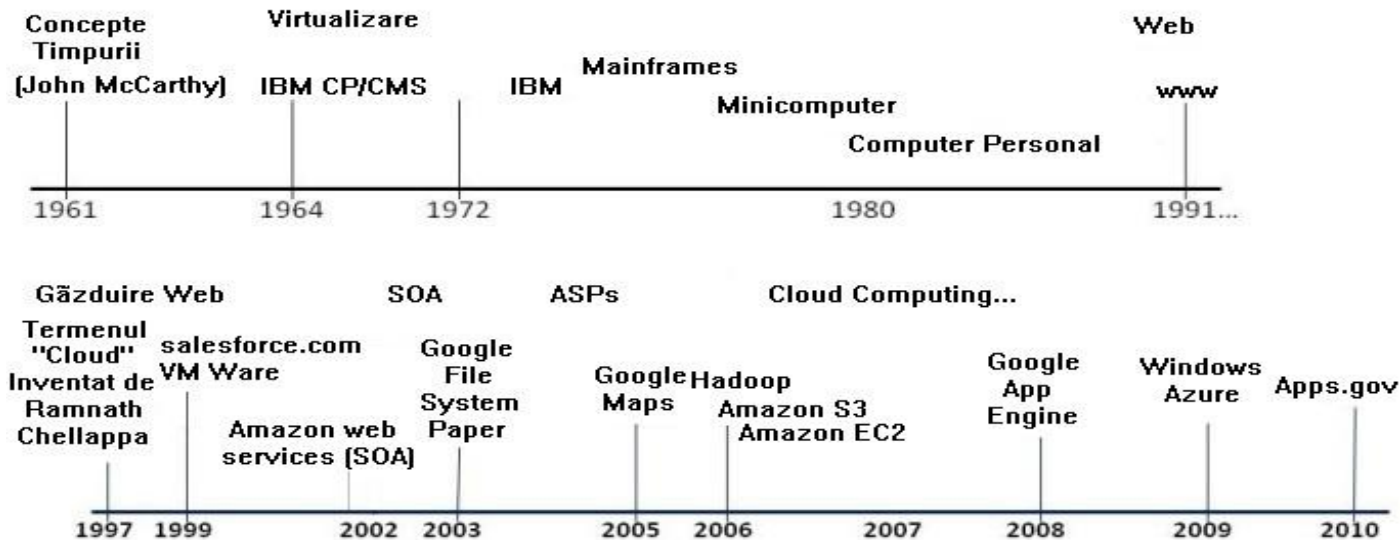 Concepte
Timpurii
(John McCarthy)
Virtualizare
IBM CP/CMS
IBM
Mainframes
Minicomputer
Computer Personal
Web
www
1961
1964
1972
1980
1991...
Găzduire Web
SOA
ASPs
Cloud Computing...
Termenul
"Cloud"
Inventat de
Ramnath
Chellappa
salesforce.com
VM Ware
Amazon web
services (SOA)
Google
File
System
Paper
Google
Maps
Hadoop
Amazon S3
Amazon EC2
Google
App
Engine
Windows
Azure
Apps.gov
1997
1999
2002
2003
2005
2006
2007
2008
2009
2010